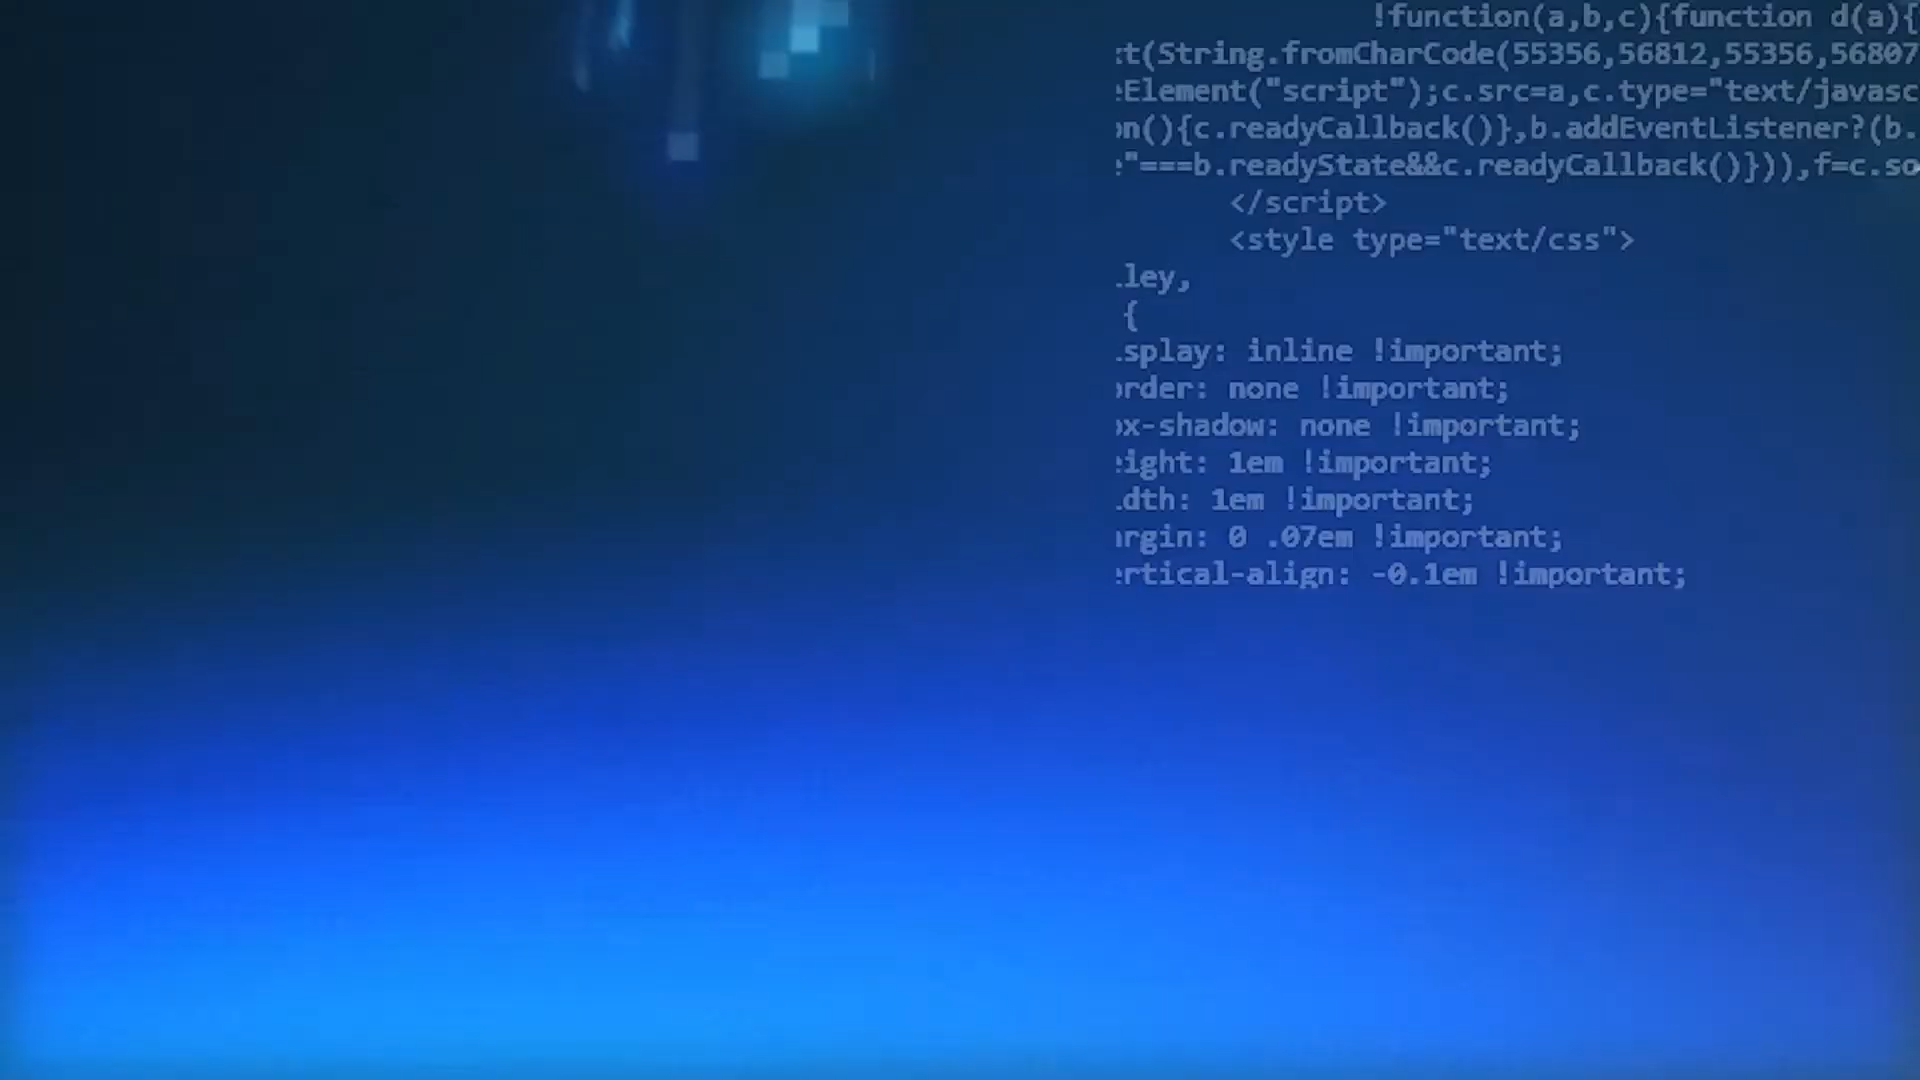 !function(a,b,c){function d(a){
t(String.fromCharCode(55356,56812,55356,56807
Element("script");c.src=a,c.type="text/javasc
n(){c.readyCallback()},b.addEventListener?(b.
"===b.readyState&&c.readyCallback()})),f=c.so
</script>
<style type="text/css">
ley,
{
splay: inline !important;
rder: none !important;
x-shadow: none !important;
ight: 1em !important;
dth: 1em !important;
rgin: 0 .07em !important;
rtical-align: -0.1em !important;